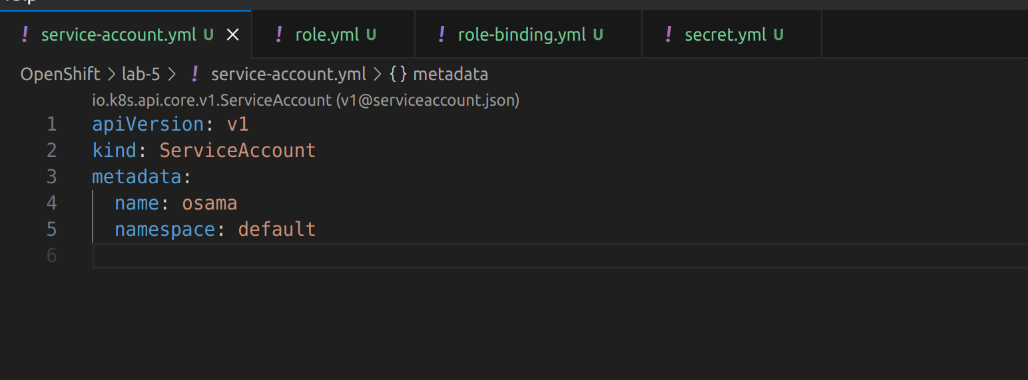 ! service-account.yml U × ! role.yml U ! role-binding.yml U ! secret.yml U
OpenShift > lab-5 > ! service-account.yml > {} metadata
io.k8s.api.core.v1.ServiceAccount (v1@serviceaccount.json)
1 apiVersion: v1
2 kind: ServiceAccount
3 metadata:
4   name: osama
5   namespace: default
6